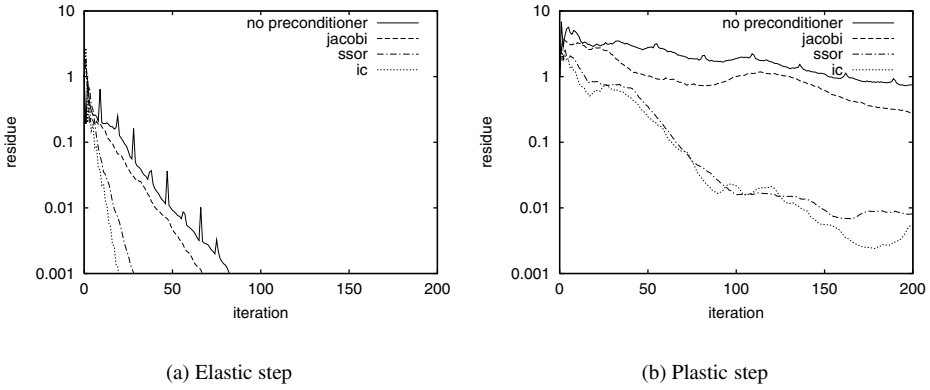 10
1
0.1
0.01
0.001
residue
no preconditioner
jacobi
ssor
ic
0 50 100 150 200
iteration
(a) Elastic step
10
1
0.1
0.01
0.001
residue
no preconditioner
jacobi
ssor
ic
0 50 100 150 200
iteration
(b) Plastic step